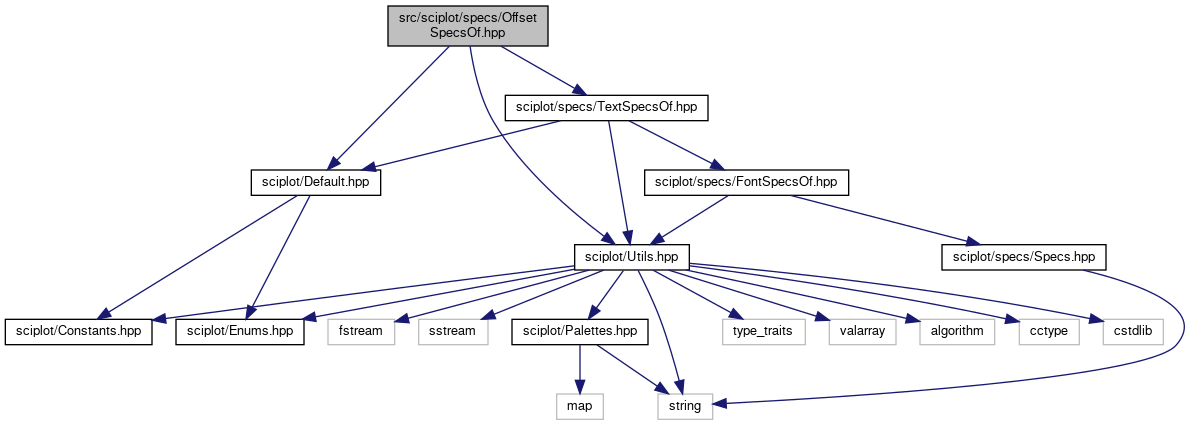 src/sciplot/specs/Offset
SpecsOf.hpp
sciplot/specs/TextSpecsOf.hpp
sciplot/Default.hpp
sciplot/specs/FontSpecsOf.hpp
sciplot/Utils.hpp
sciplot/specs/Specs.hpp
sciplot/Constants.hpp
sciplot/Enums.hpp
fstream
sstream
sciplot/Palettes.hpp
type_traits
valarray
algorithm
cctype
cstdlib
map
string